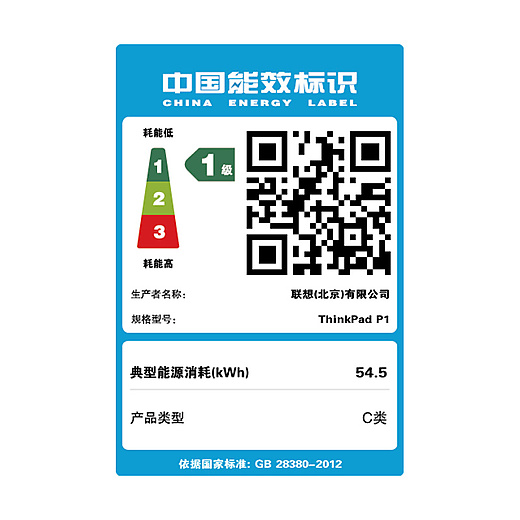 中国能效标识
CHINA ENERGY LABEL
耗能低
1
2
3
1级
耗能高
生产者名称： 联想(北京)有限公司
规格型号： ThinkPad P1
典型能源消耗(kWh) 54.5
产品类型 C类
依据国家标准: GB 28380-2012